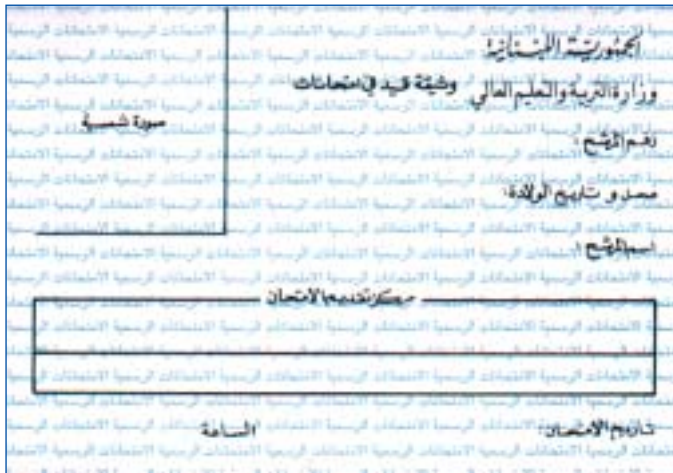 الجمهورية اللبنانية
وزارة التربية والتعليم العالي
وثيقة قيد في امتحانات
صورة شمسية
رقم المرشح :
محل و تاريخ الولادة:
اسم المرشح :
مركز تقديم الامتحان
تاريخ الامتحان: الساعة